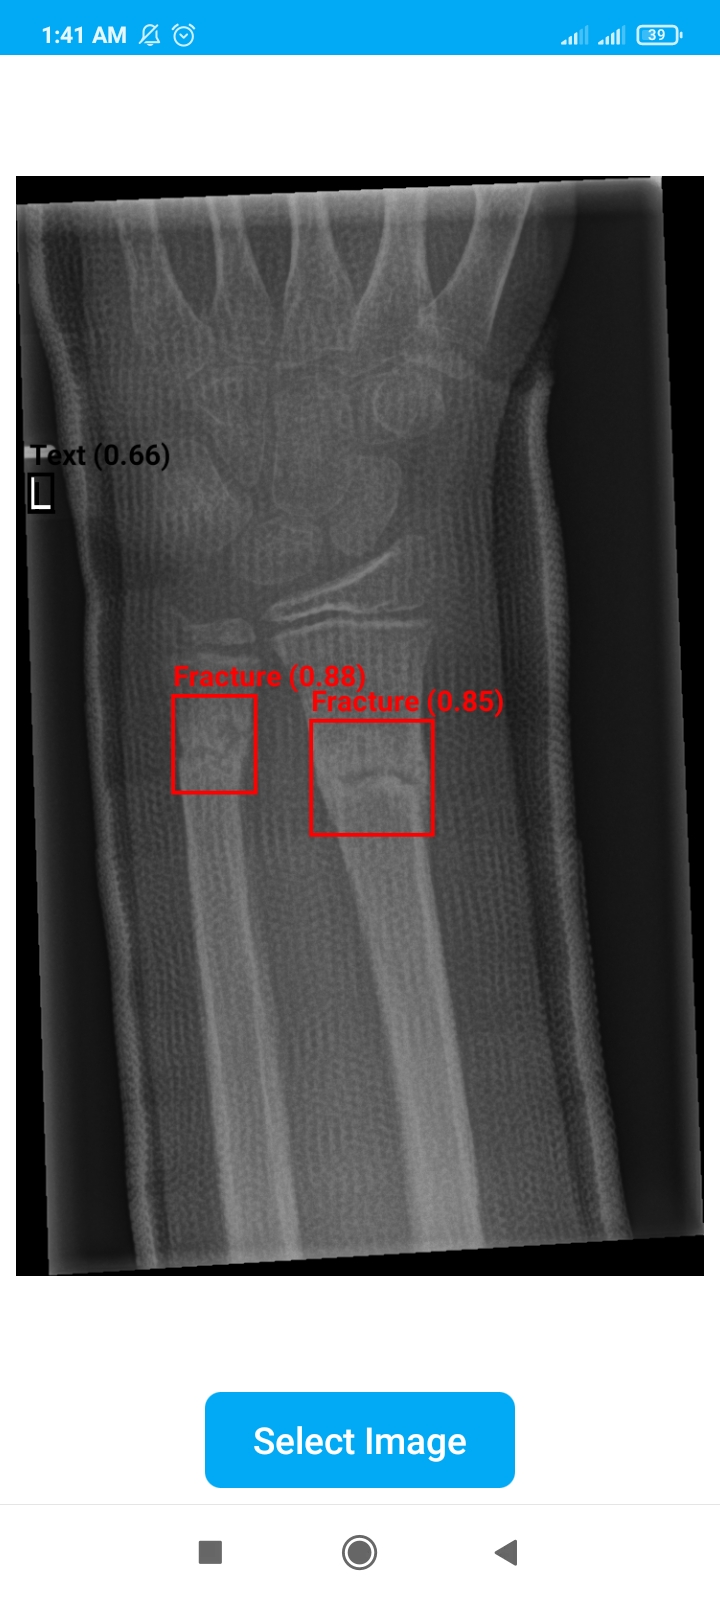 1:41 AM
39
Text (0.66)
L
Fracture (0.88)
Fracture (0.85)
Select Image